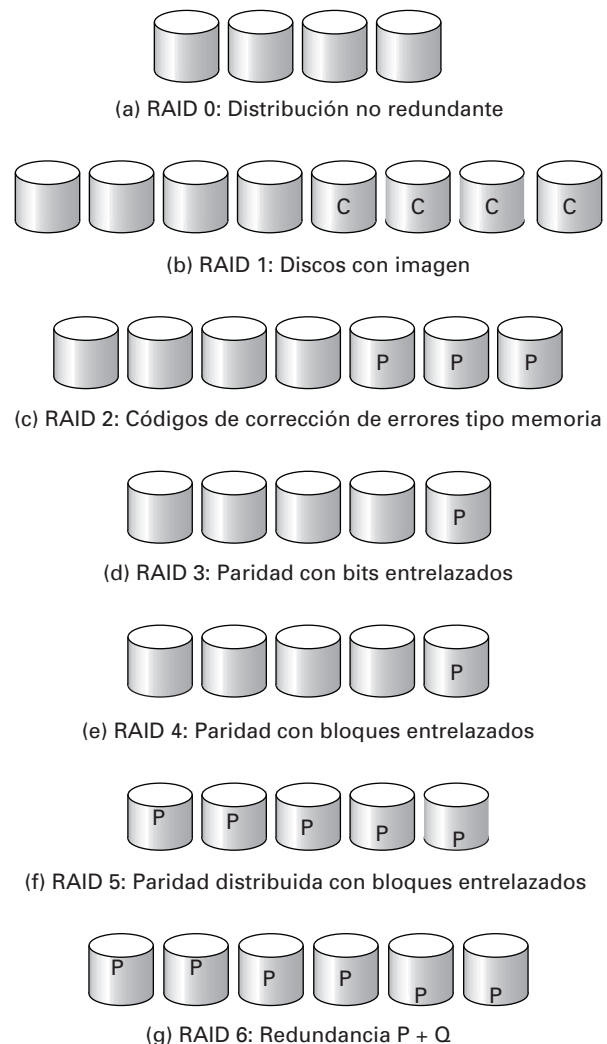 (a) RAID 0: Distribución no redundante
C C C C
(b) RAID 1: Discos con imagen
P P P
(c) RAID 2: Códigos de corrección de errores tipo memoria
P
(d) RAID 3: Paridad con bits entrelazados
P
(e) RAID 4: Paridad con bloques entrelazados
P P P P P
(f) RAID 5: Paridad distribuida con bloques entrelazados
P P P P P P
(g) RAID 6: Redundancia P + Q